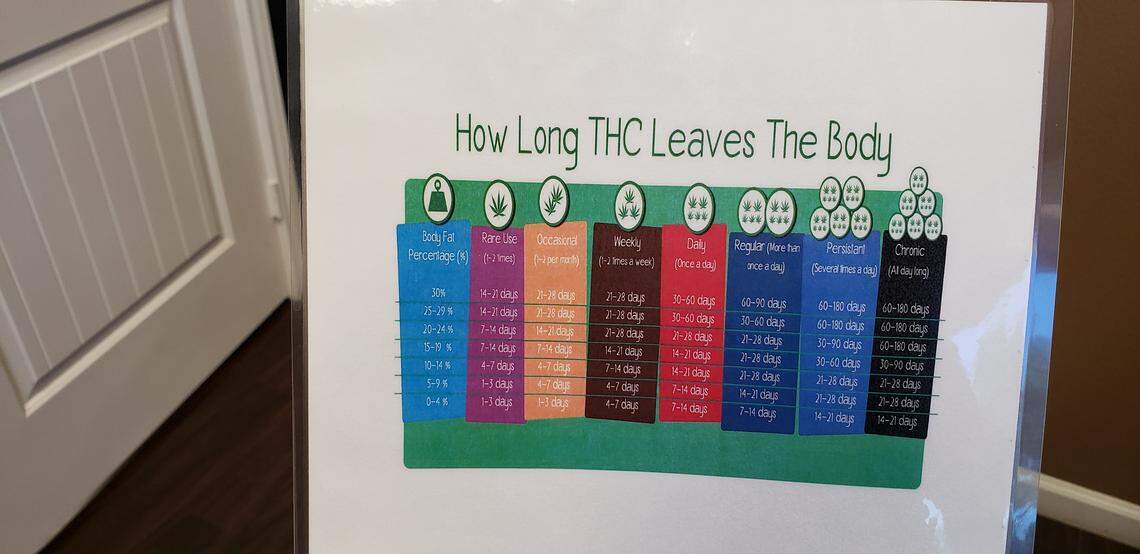 How Long THC Leaves The Body
Body Fat Percentage (%) Rare Use (1-2 times) Occasional (1-2 per month) Weekly (1-2 times a week) Daily (Once a day) Regular (More than once a day) Persistant (Several times a day) Chronic (All day long)
30% 14-21 days 21-28 days 21-28 days 30-60 days 60-90 days 60-180 days 60-180 days
25-29 % 14-21 days 21-28 days 21-28 days 30-60 days 30-60 days 60-180 days 60-180 days
20-24 % 7-14 days 14-21 days 21-28 days 21-28 days 21-28 days 30-90 days 60-180 days
15-19 % 7-14 days 7-14 days 14-21 days 14-21 days 21-28 days 30-60 days 30-90 days
10-14 % 4-7 days 4-7 days 7-14 days 14-21 days 21-28 days 21-28 days 21-28 days
5-9 % 1-3 days 4-7 days 4-7 days 7-14 days 14-21 days 21-28 days 21-28 days
0-4 % 1-3 days 1-3 days 4-7 days 7-14 days 7-14 days 14-21 days 14-21 days